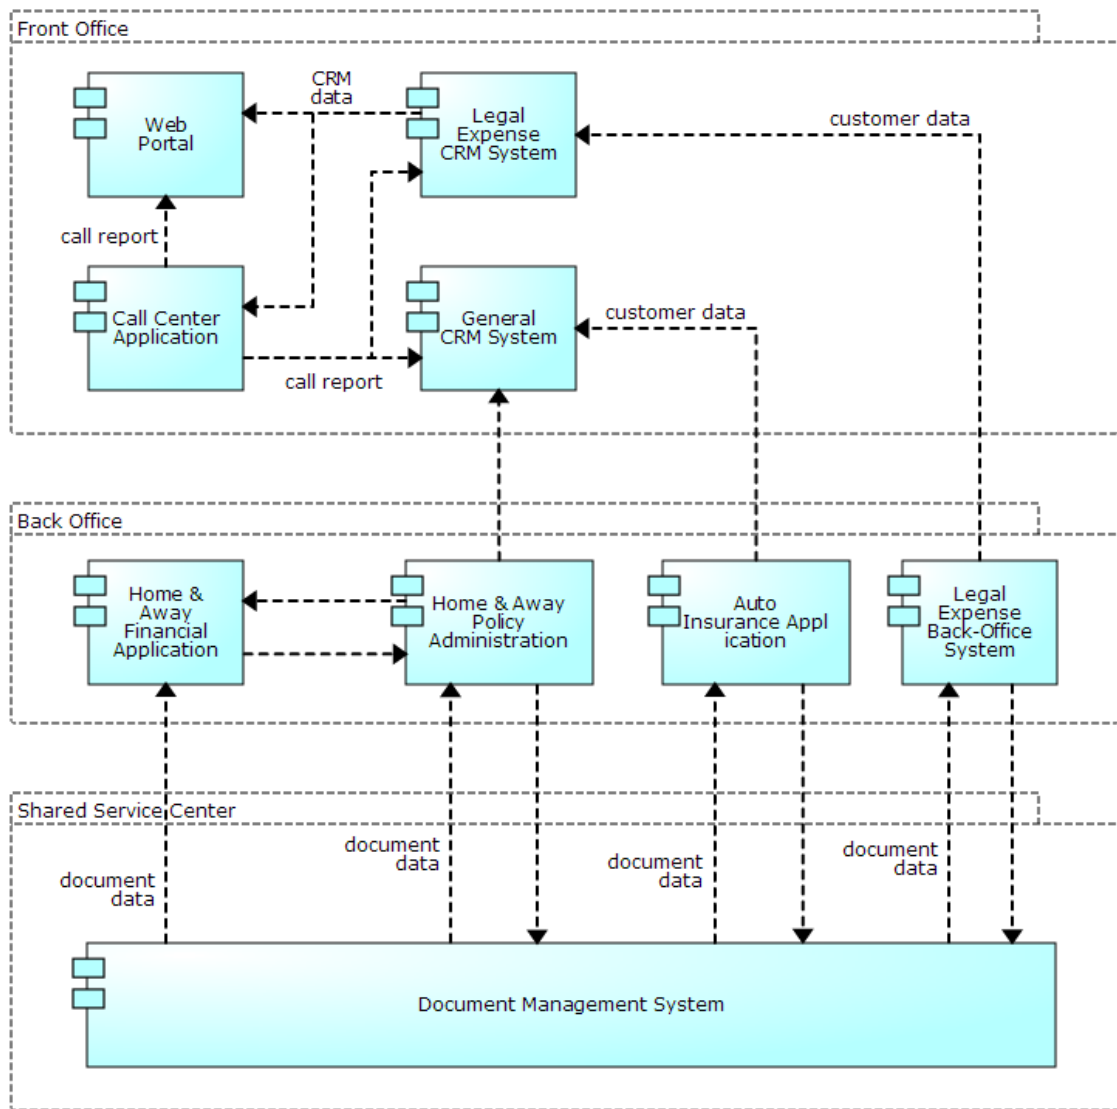 Front Office
Web
Portal
CRM
data
Legal
Expense
CRM System
customer data
call report
Call Center
Application
General
CRM System
customer data
call report
Back Office
Home &
Away
Financial
Application
Home & Away
Policy
Administration
Auto
Insurance Appl
ication
Legal
Expense
Back-Office
System
Shared Service Center
document
data
document
data
document
data
document
data
Document Management System